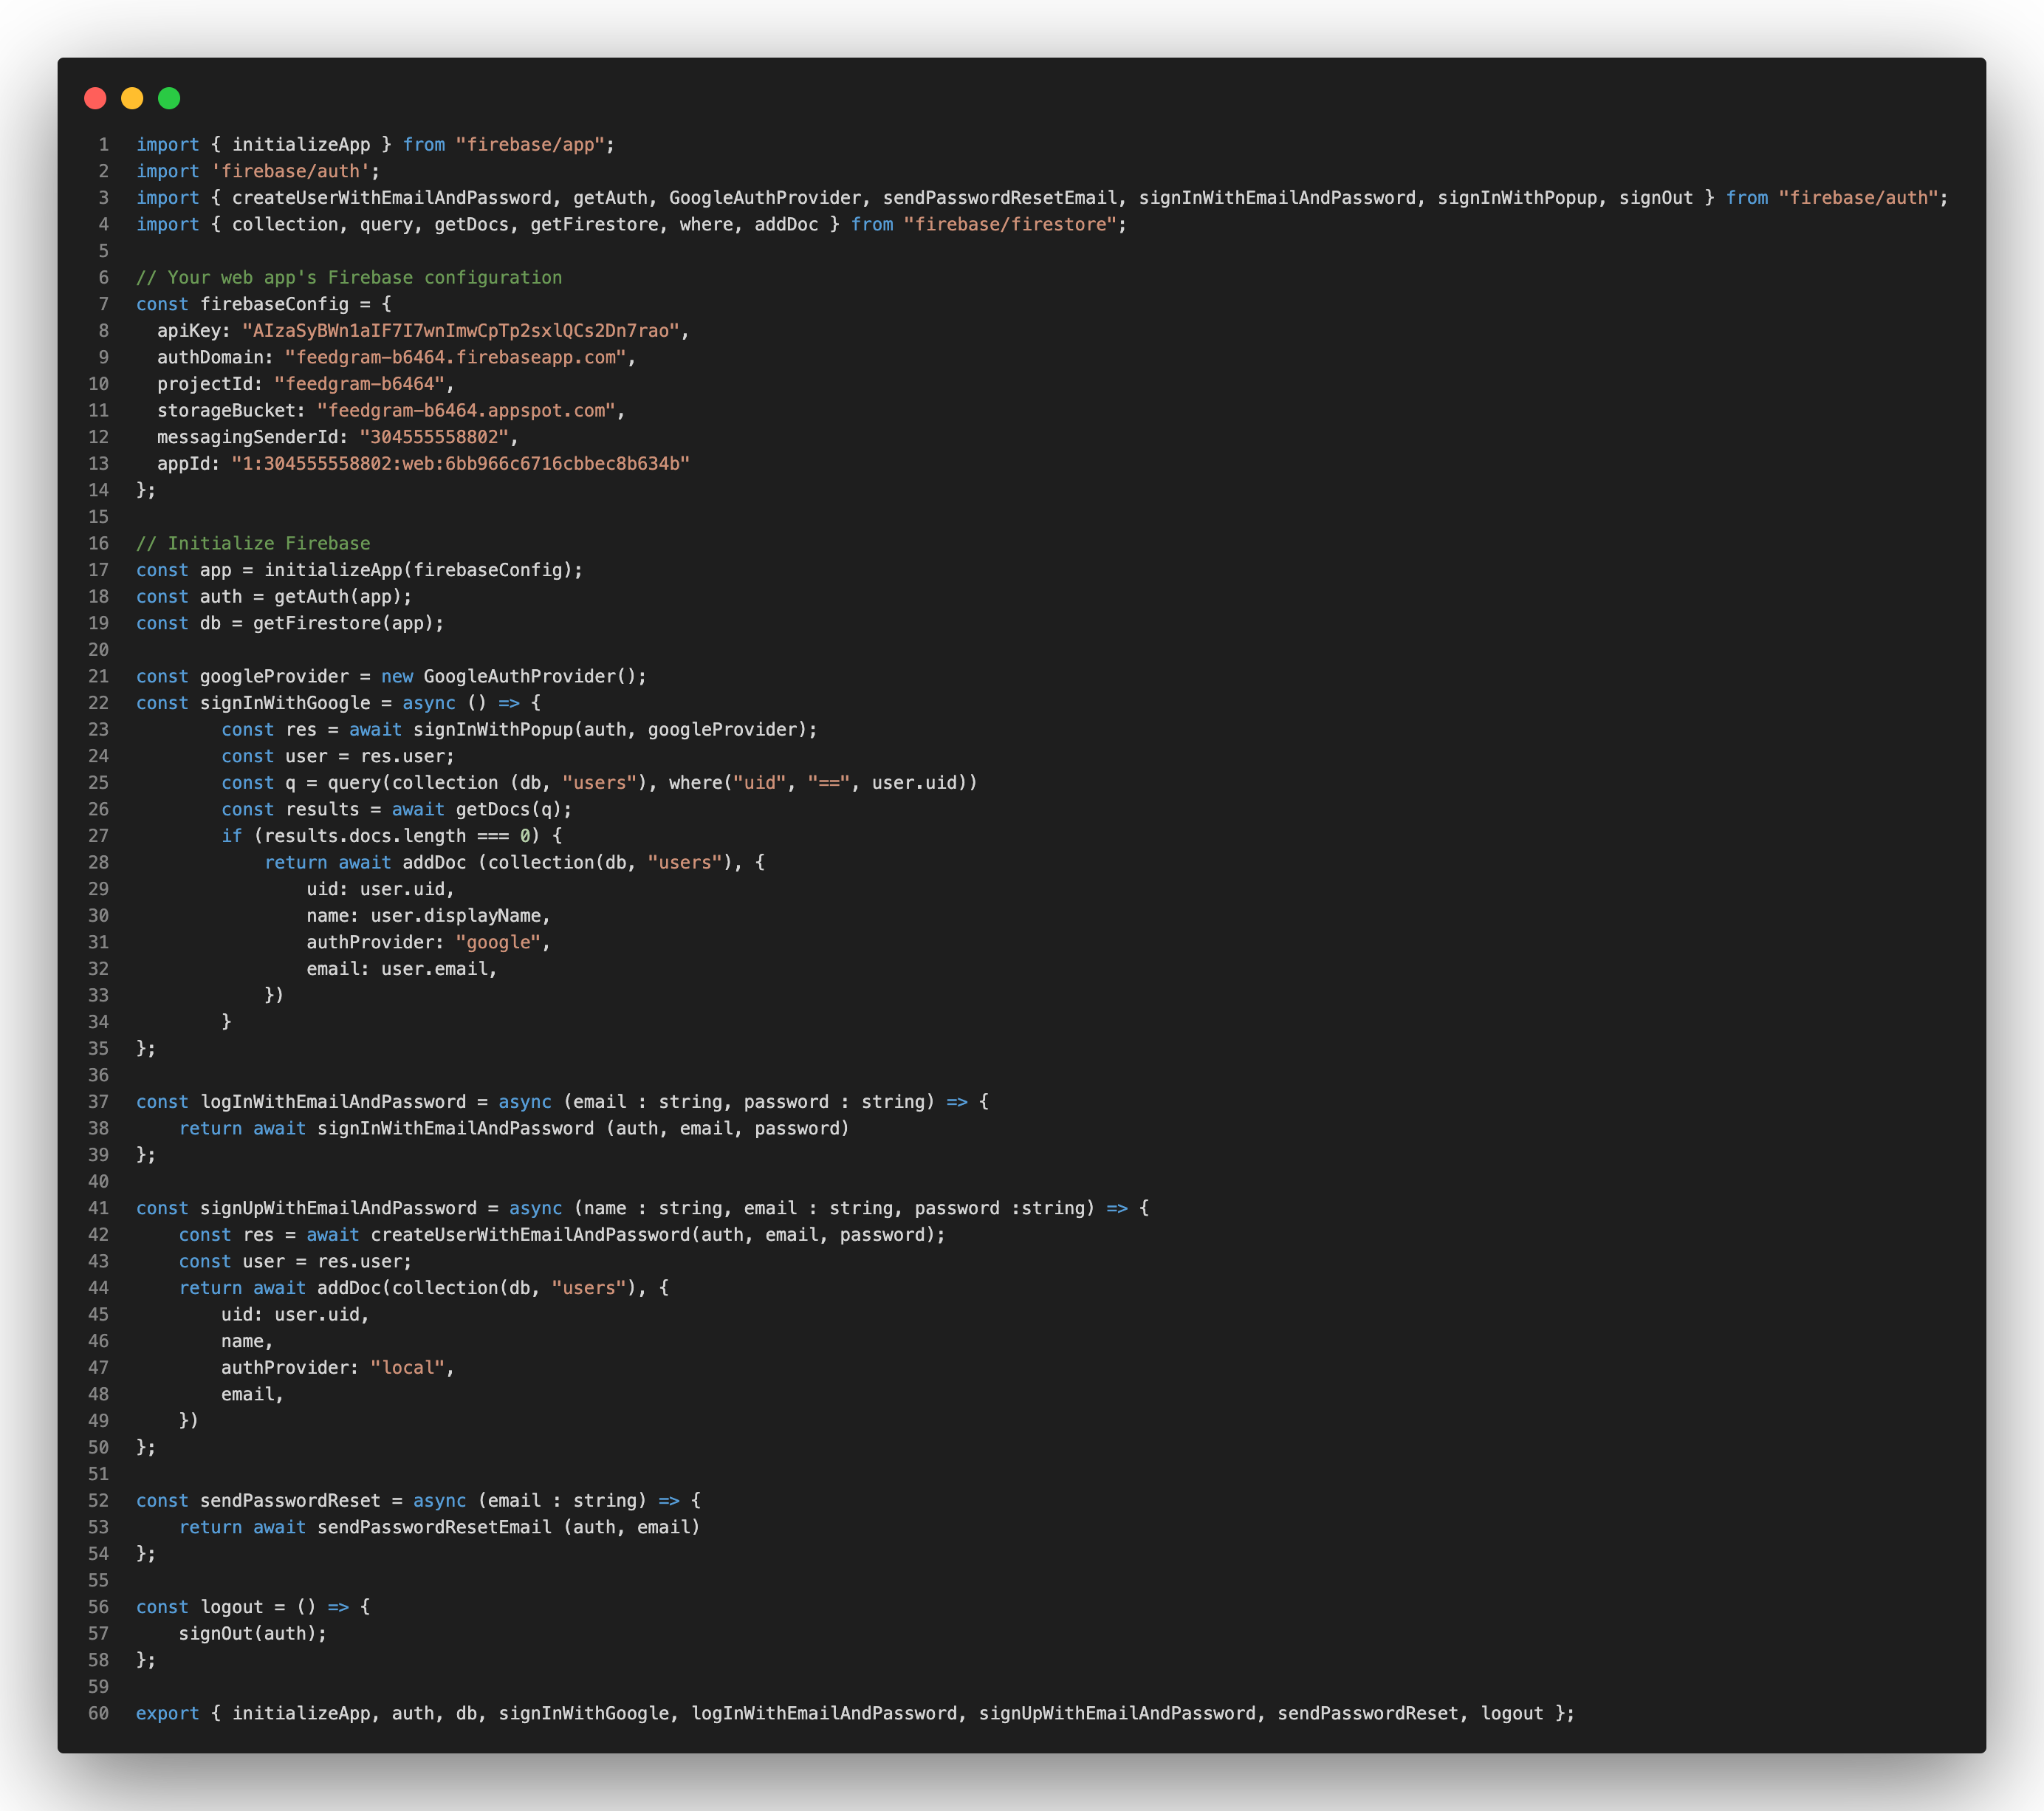 1 import { initializeApp } from "firebase/app";
2 import 'firebase/auth';
3 import { createUserWithEmailAndPassword, getAuth, GoogleAuthProvider, sendPasswordResetEmail, signInWithEmailAndPassword, signInWithPopup, signOut } from "firebase/auth";
4 import { collection, query, getDocs, getFirestore, where, addDoc } from "firebase/firestore";
5
6 // Your web app's Firebase configuration
7 const firebaseConfig = {
8   apiKey: "AIzaSyBWn1aIF7I7wnImwCpTp2sxlQCs2Dn7rao",
9   authDomain: "feedgram-b6464.firebaseapp.com",
10   projectId: "feedgram-b6464",
11   storageBucket: "feedgram-b6464.appspot.com",
12   messagingSenderId: "304555558802",
13   appId: "1:304555558802:web:6bb966c6716cbbec8b634b"
14 };
15
16 // Initialize Firebase
17 const app = initializeApp(firebaseConfig);
18 const auth = getAuth(app);
19 const db = getFirestore(app);
20
21 const googleProvider = new GoogleAuthProvider();
22 const signInWithGoogle = async () => {
23         const res = await signInWithPopup(auth, googleProvider);
24         const user = res.user;
25         const q = query(collection (db, "users"), where("uid", "==", user.uid))
26         const results = await getDocs(q);
27         if (results.docs.length === 0) {
28             return await addDoc (collection(db, "users"), {
29                 uid: user.uid,
30                 name: user.displayName,
31                 authProvider: "google",
32                 email: user.email,
33             })
34         }
35 };
36
37 const logInWithEmailAndPassword = async (email : string, password : string) => {
38     return await signInWithEmailAndPassword (auth, email, password)
39 };
40
41 const signUpWithEmailAndPassword = async (name : string, email : string, password :string) => {
42     const res = await createUserWithEmailAndPassword(auth, email, password);
43     const user = res.user;
44     return await addDoc(collection(db, "users"), {
45         uid: user.uid,
46         name,
47         authProvider: "local",
48         email,
49     })
50 };
51
52 const sendPasswordReset = async (email : string) => {
53     return await sendPasswordResetEmail (auth, email)
54 };
55
56 const logout = () => {
57     signOut(auth);
58 };
59
60 export { initializeApp, auth, db, signInWithGoogle, logInWithEmailAndPassword, signUpWithEmailAndPassword, sendPasswordReset, logout };